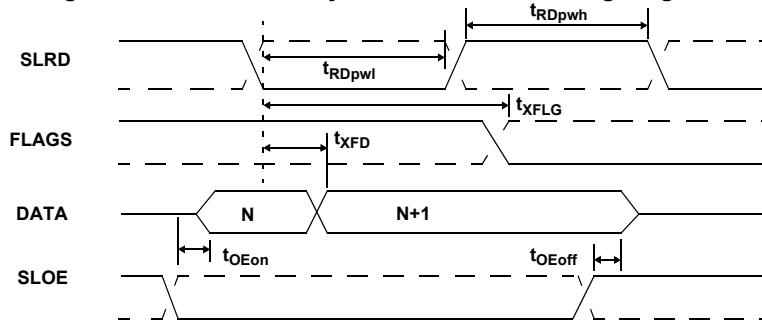 tRDpwh
SLRD
tRDpwl
tXFLG
FLAGS
tXFD
DATA
N
N+1
tOEon
tOEoff
SLOE